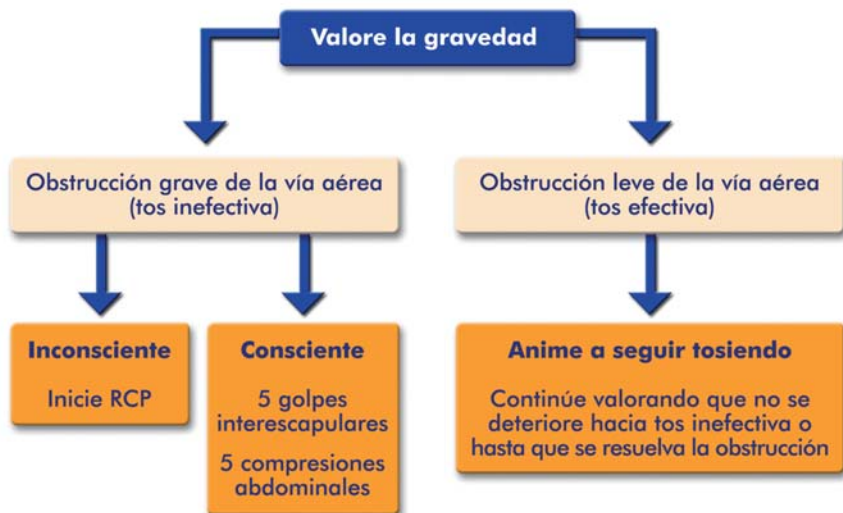 Valore la gravedad
Obstrucción grave de la vía aérea
(tos inefectiva)
Obstrucción leve de la vía aérea
(tos efectiva)
Inconsciente
Inicie RCP
Consciente
5 golpes
interescapulares
5 compresiones
abdominales
Anime a seguir tosiendo
Continúe valorando que no se
deteriore hacia tos inefectiva o
hasta que se resuelva la obstrucción